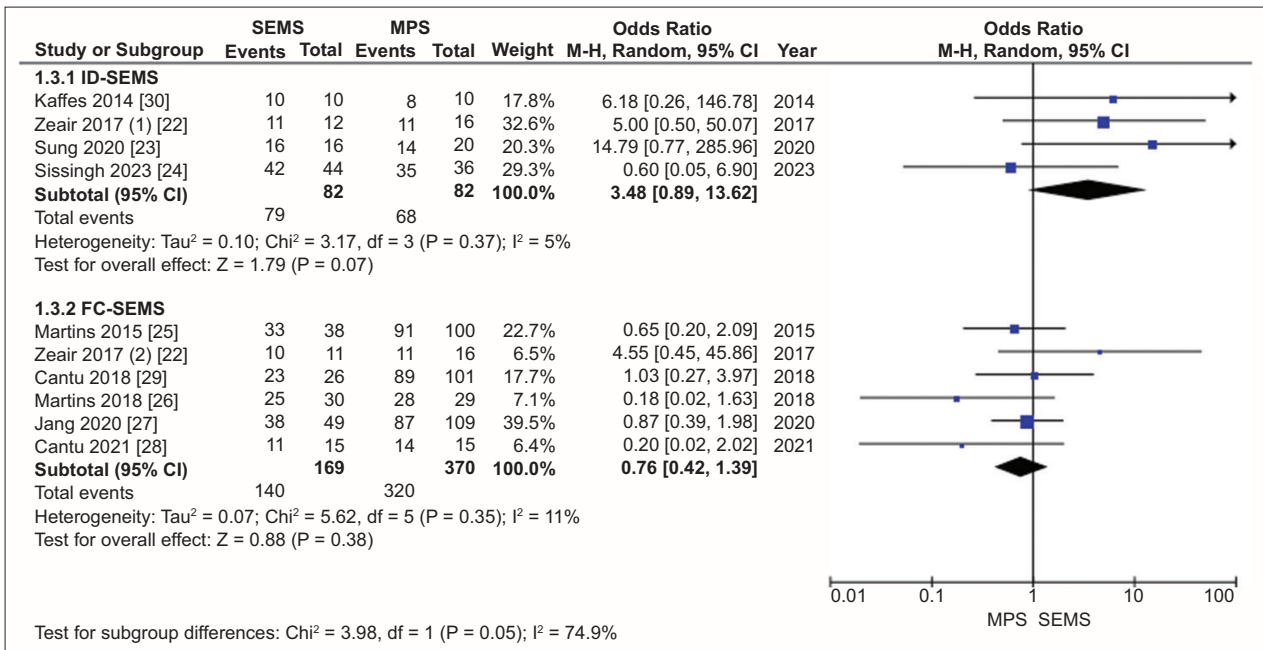 SEMS MPS Odds Ratio Odds Ratio
Study or Subgroup Events Total Events Total Weight M-H, Random, 95% CI Year M-H, Random, 95% CI
1.3.1 ID-SEMS
Kaffes 2014 [30] 10 10 8 10 17.8% 6.18 [0.26, 146.78] 2014
Zeair 2017 (1) [22] 11 12 11 16 32.6% 5.00 [0.50, 50.07] 2017
Sung 2020 [23] 16 16 14 20 20.3% 14.79 [0.77, 285.96] 2020
Sissingh 2023 [24] 42 44 35 36 29.3% 0.60 [0.05, 6.90] 2023
Subtotal (95% CI) 82 82 100.0% 3.48 [0.89, 13.62]
Total events 79 68
Heterogeneity: Tau² = 0.10; Chi² = 3.17, df = 3 (P = 0.37); I² = 5%
Test for overall effect: Z = 1.79 (P = 0.07)
1.3.2 FC-SEMS
Martins 2015 [25] 33 38 91 100 22.7% 0.65 [0.20, 2.09] 2015
Zeair 2017 (2) [22] 10 11 11 16 6.5% 4.55 [0.45, 45.86] 2017
Cantu 2018 [29] 23 26 89 101 17.7% 1.03 [0.27, 3.97] 2018
Martins 2018 [26] 25 30 28 29 7.1% 0.18 [0.02, 1.63] 2018
Jang 2020 [27] 38 49 87 109 39.5% 0.87 [0.39, 1.98] 2020
Cantu 2021 [28] 11 15 14 15 6.4% 0.20 [0.02, 2.02] 2021
Subtotal (95% CI) 169 370 100.0% 0.76 [0.42, 1.39]
Total events 140 320
Heterogeneity: Tau² = 0.07; Chi² = 5.62, df = 5 (P = 0.35); I² = 11%
Test for overall effect: Z = 0.88 (P = 0.38)
0.01 0.1 1 10 100
MPS SEMS
Test for subgroup differences: Chi² = 3.98, df = 1 (P = 0.05); I² = 74.9%